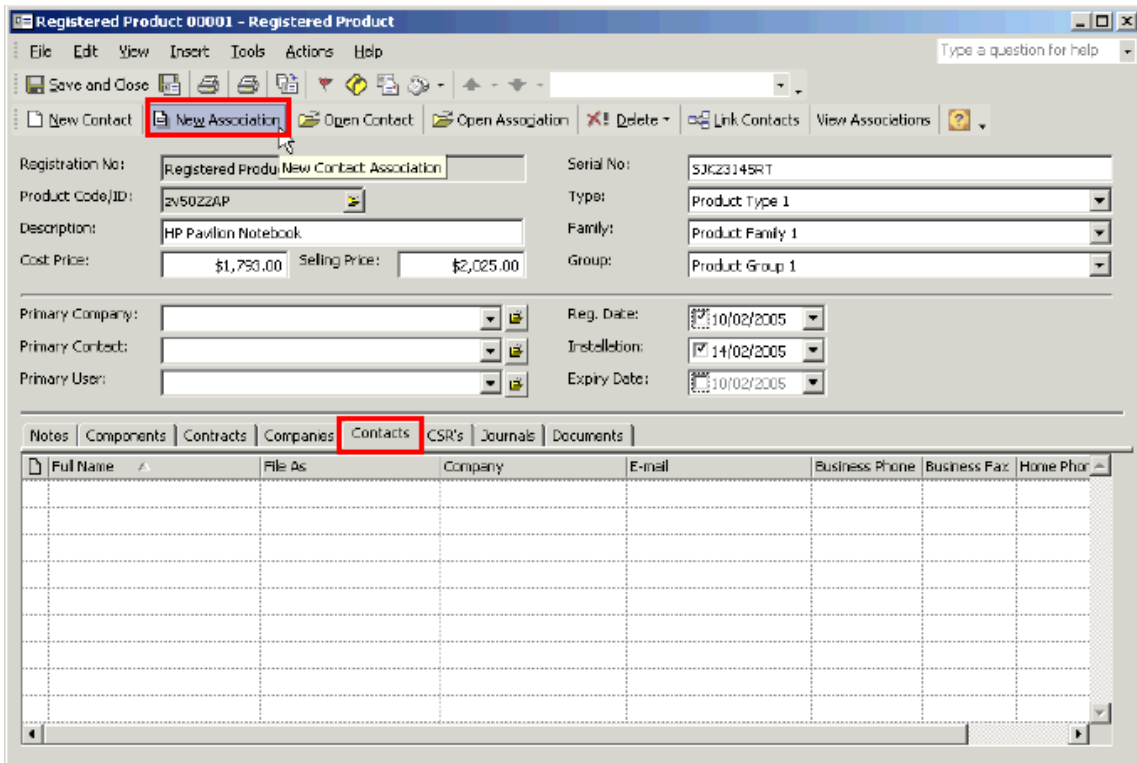 Registered Product 00001 - Registered Product
File Edit View Insert Tools Actions Help Type a question for help
Save and Close
New Contact New Association Open Contact Open Association Delete Link Contacts View Associations
New Contact Association
Registration No: Registered Produ Serial No: SJK23145RT
Product Code/ID: zv5022AP Type: Product Type 1
Description: HP Pavilion Notebook Family: Product Family 1
Cost Price: $1,793.00 Selling Price: $2,025.00 Group: Product Group 1
Primary Company: Reg. Date: 10/02/2005
Primary Contact: Installation: 14/02/2005
Primary User: Expiry Date: 10/02/2005
Notes Components Contracts Companies Contacts CSR's Journals Documents
Full Name File As Company E-mail Business Phone Business Fax Home Phor